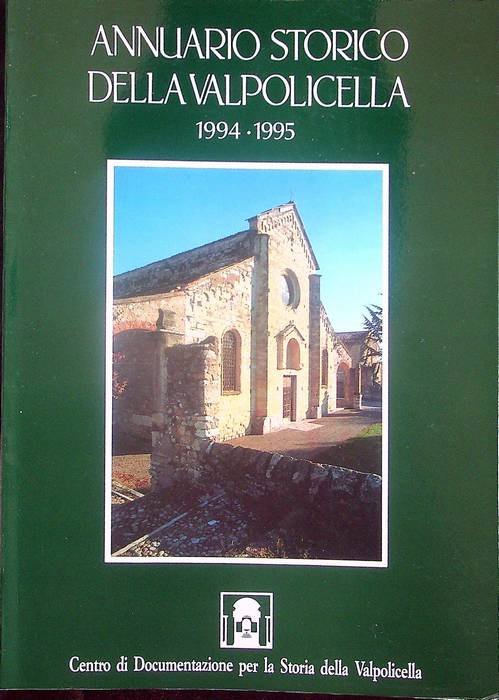 ANNUARIO STORICO
DELLA VALPOLICELLA
1994 · 1995
Centro di Documentazione per la Storia della Valpolicella